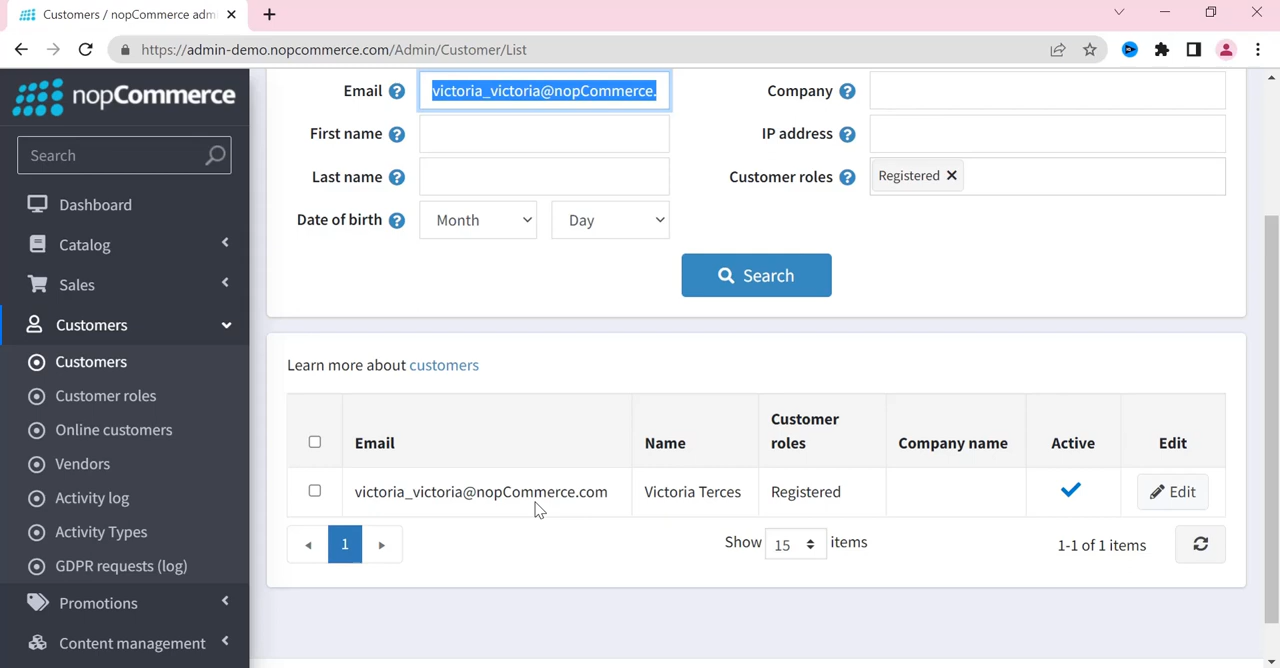 Customers / nopCommerce adm
https://admin-demo.nopcommerce.com/Admin/Customer/List
nopCommerce
Search
Dashboard
Catalog
Sales
Customers
Customers
Customer roles
Online customers
Vendors
Activity log
Activity Types
GDPR requests (log)
Promotions
Content management
Email ? victoria_victoria@nopCommerce. Company ?
First name ? IP address ?
Last name ? Customer roles ? Registered
Date of birth ? Month Day
Search
Learn more about customers
Email Name Customer roles Company name Active Edit
victoria_victoria@nopCommerce.com Victoria Terces Registered Edit
1 Show 15 items 1-1 of 1 items